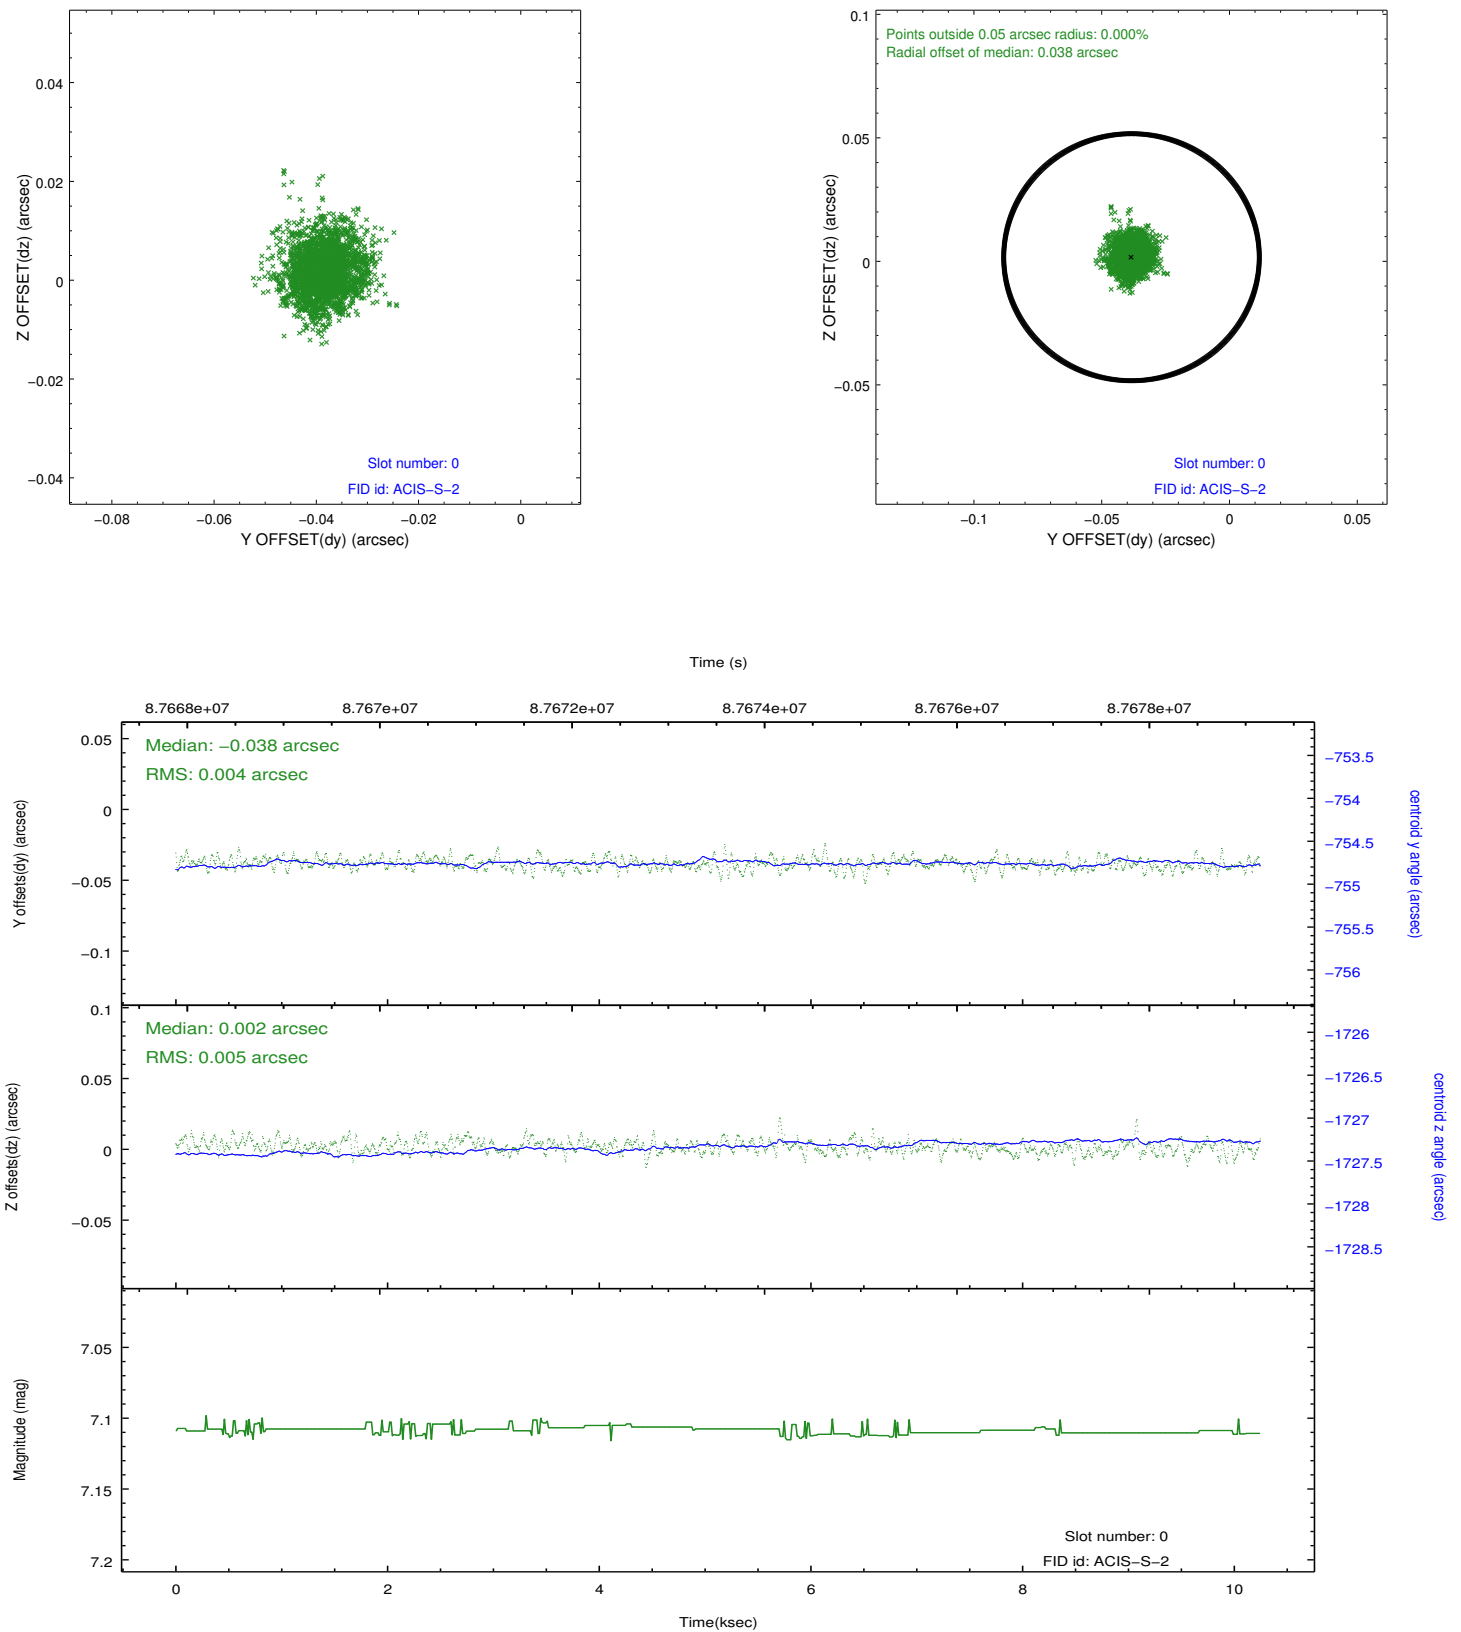 0.04
0.02
0
−0.02
−0.04
Z OFFSET(dz) (arcsec)
Slot number: 0
FID id: ACIS−S−2
−0.08
−0.06
−0.04
−0.02
0
Y OFFSET(dy) (arcsec)
0.1
0.05
0
−0.05
Z OFFSET(dz) (arcsec)
Points outside 0.05 arcsec radius: 0.000%
Radial offset of median: 0.038 arcsec
Slot number: 0
FID id: ACIS−S−2
−0.1
−0.05
0
0.05
Y OFFSET(dy) (arcsec)
Time (s)
8.7668e+07
8.767e+07
8.7672e+07
8.7674e+07
8.7676e+07
8.7678e+07
0.05
0
−0.05
−0.1
Y offsets(dy) (arcsec)
Median: −0.038 arcsec
RMS: 0.004 arcsec
−753.5
−754
−754.5
−755
−755.5
−756
centroid y angle (arcsec)
0.1
0.05
0
−0.05
Z offsets(dz) (arcsec)
Median: 0.002 arcsec
RMS: 0.005 arcsec
−1726
−1726.5
−1727
−1727.5
−1728
−1728.5
centroid z angle (arcsec)
7.05
7.1
7.15
7.2
Magnitude (mag)
Slot number: 0
FID id: ACIS−S−2
0
2
4
6
8
10
Time(ksec)